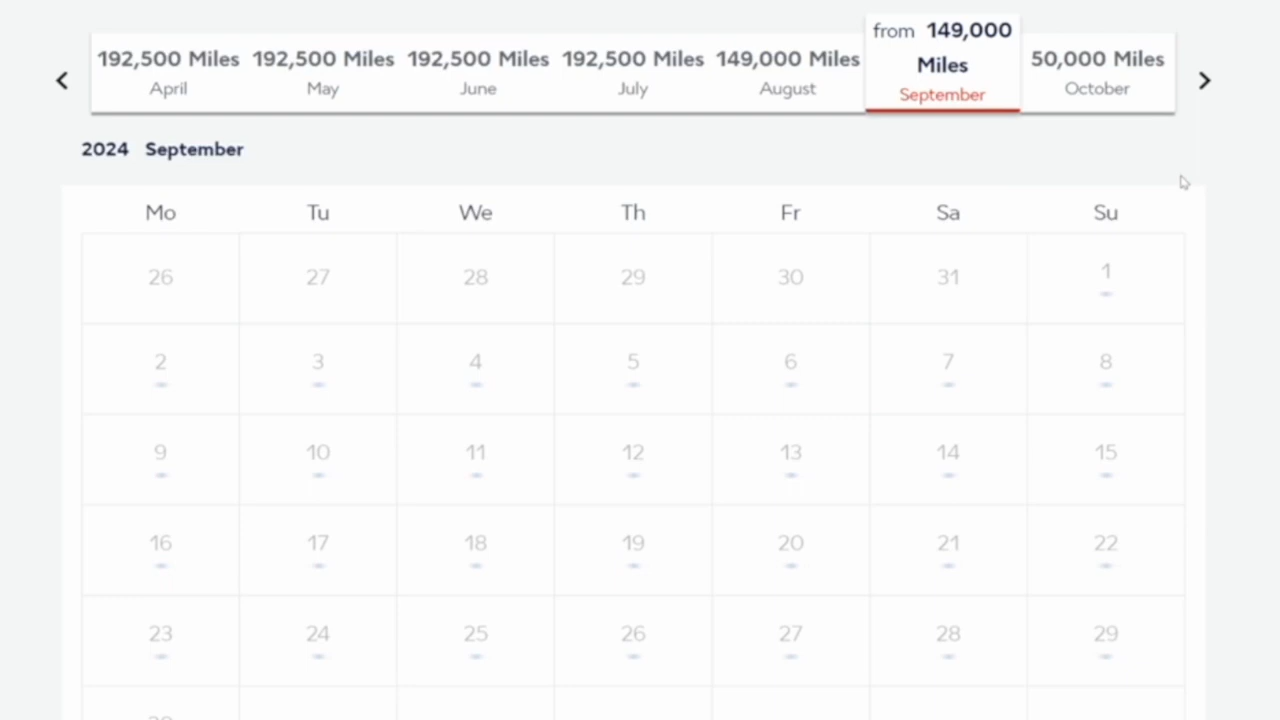 192,500 Miles 192,500 Miles 192,500 Miles 192,500 Miles 149,000 Miles from 149,000 Miles 50,000 Miles
April May June July August September October
2024 September
Mo Tu We Th Fr Sa Su
26 27 28 29 30 31 1
2 3 4 5 6 7 8
9 10 11 12 13 14 15
16 17 18 19 20 21 22
23 24 25 26 27 28 29